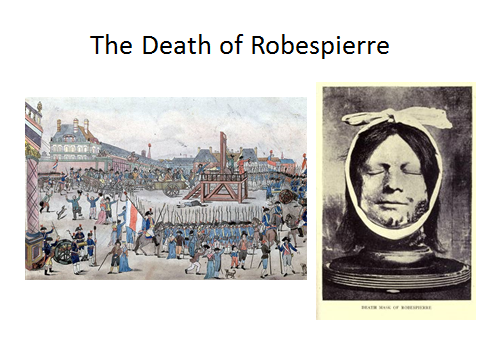 The Death of Robespierre
DEATH MASK OF ROBESPIERRE